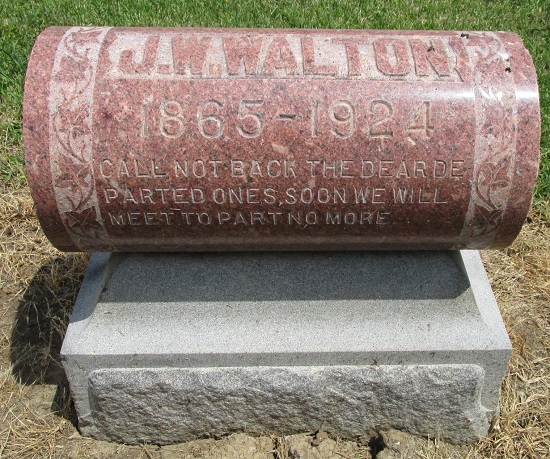 J.W. WALTON,
1865-1924
CALL NOT BACK THE DEAR DE
PARTED ONES, SOON WE WILL
MEET TO PART NO MORE...